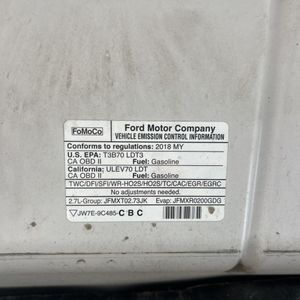 FoMoCo
Ford Motor Company
VEHICLE EMISSION CONTROL INFORMATION
Conforms to regulations: 2018 MY
U.S. EPA: T3B70 LDT3
CA OBD II Fuel: Gasoline
California: ULEV70 LDT
CA OBD II Fuel: Gasoline
TWC/DFI/SFI/WR-HO2S/HO2S/TC/CAC/EGR/EGRC
No adjustments needed.
2.7L-Group: JFMXT02.73JK Evap: JFMXR0200GDG
JW7E-9C485-CBC